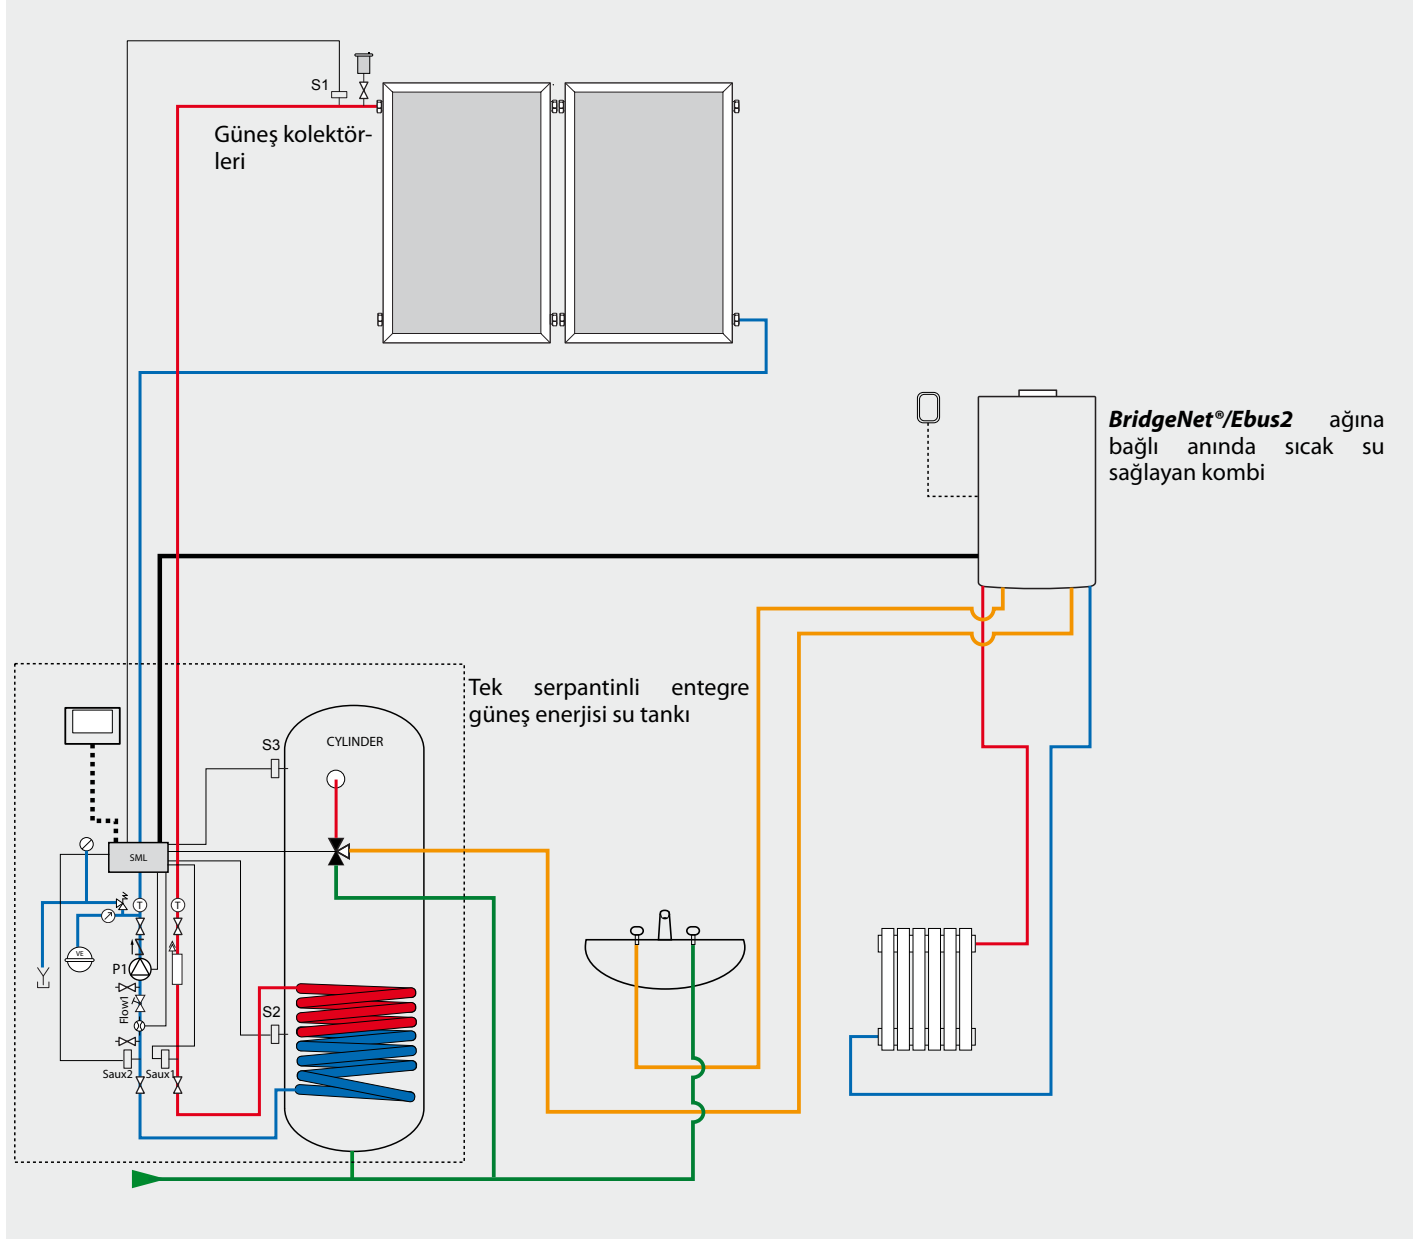 S1
Güneş kolektör-
leri
BridgeNet®/Ebus2 ağına
bağlı anında sıcak su
sağlayan kombi
Tek serpantinli entegre
güneş enerjisi su tankı
S3
CYLINDER
SML
T
T
VE
P1
Flow1
S2
Saux2
Saux1